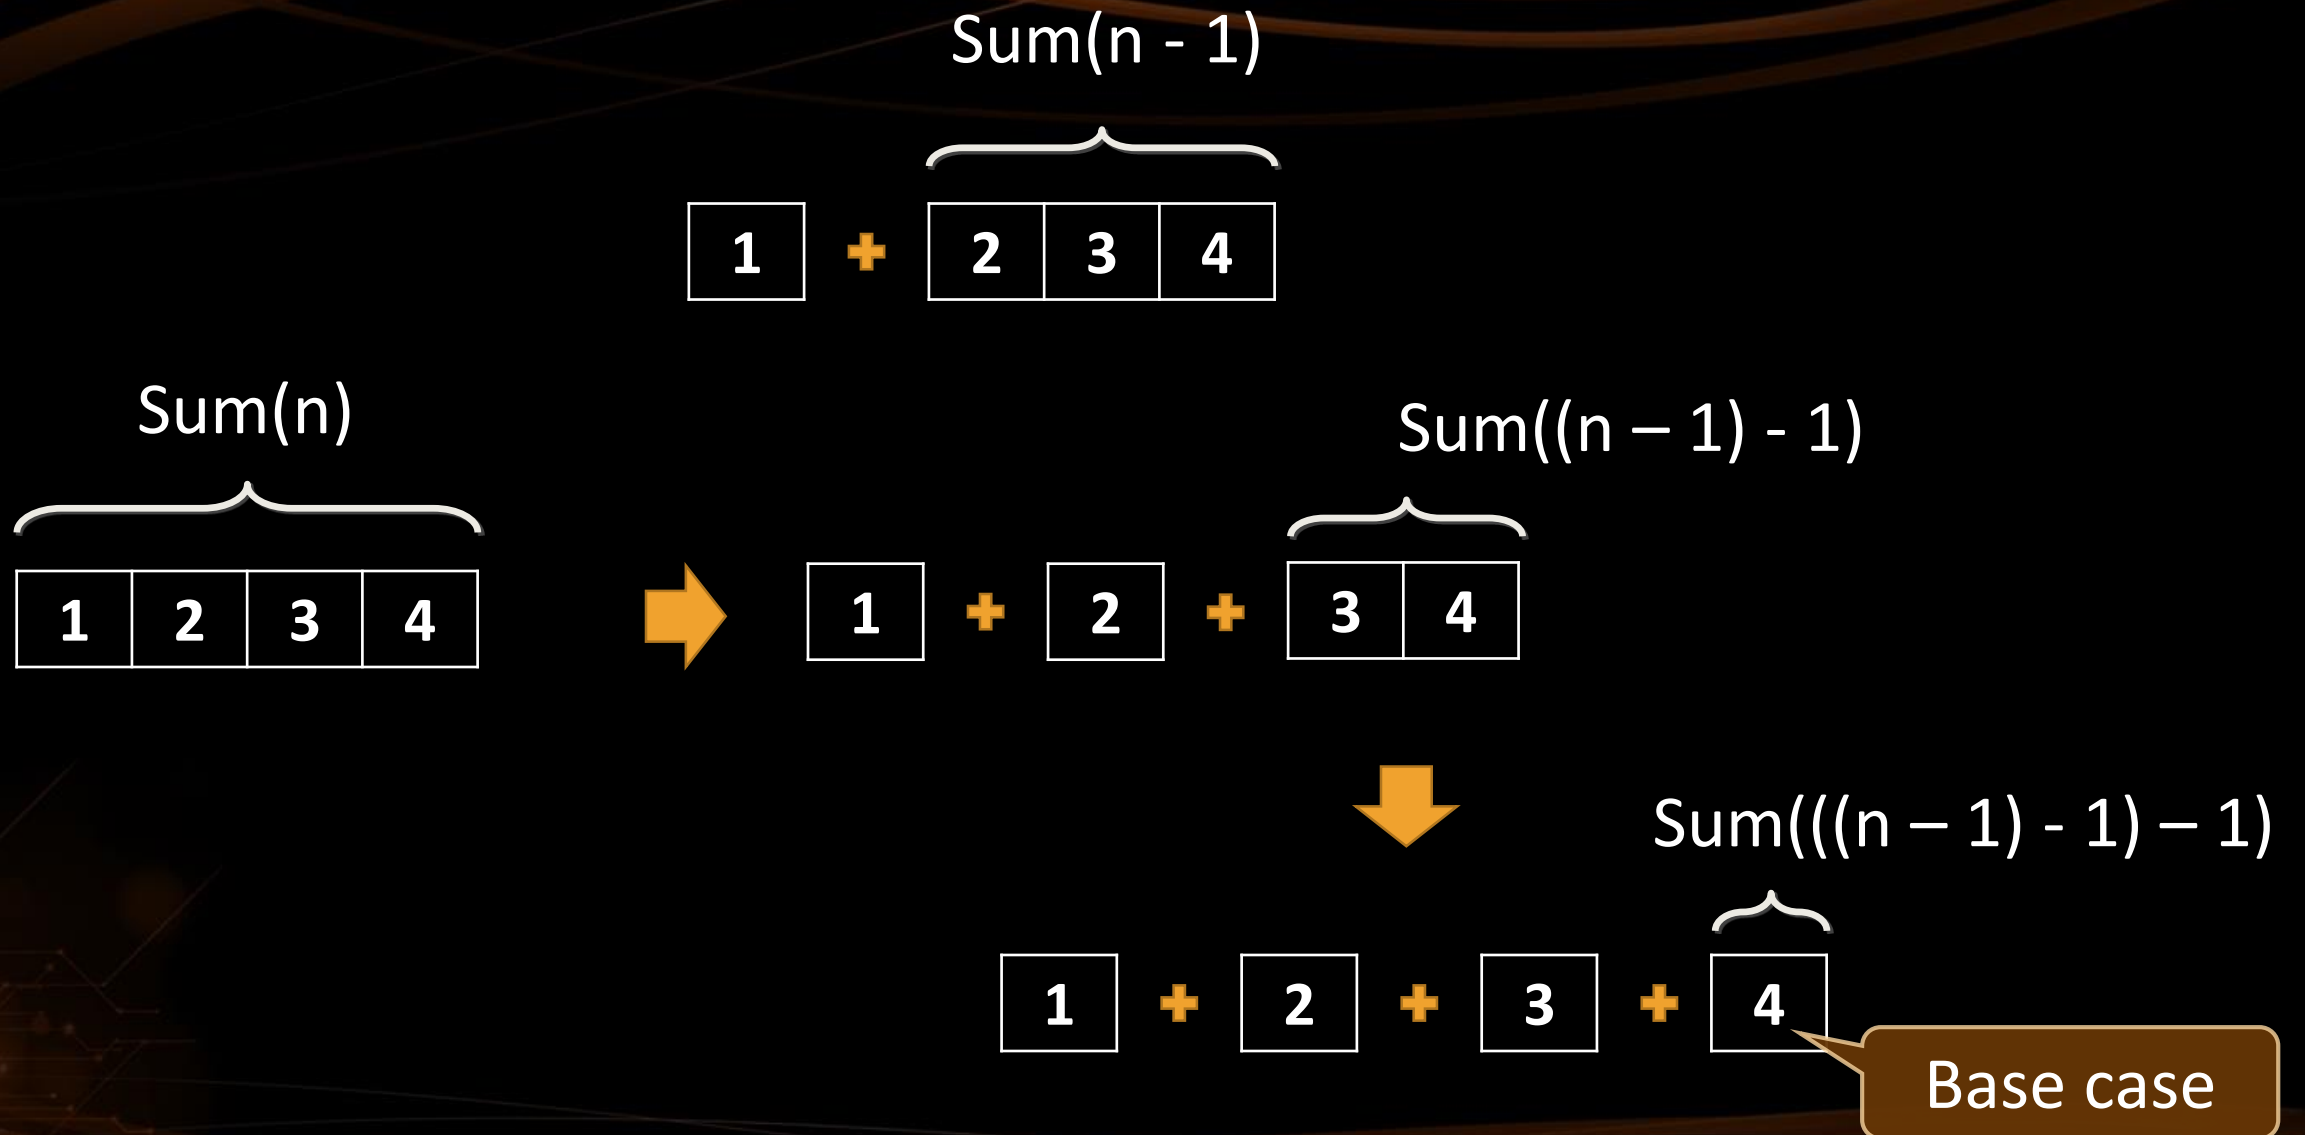 Sum(n - 1)
1 + 2 3 4
Sum(n)
1 2 3 4
Sum((n – 1) - 1)
1 + 2 + 3 4
Sum(((n – 1) - 1) – 1)
1 + 2 + 3 + 4
Base case